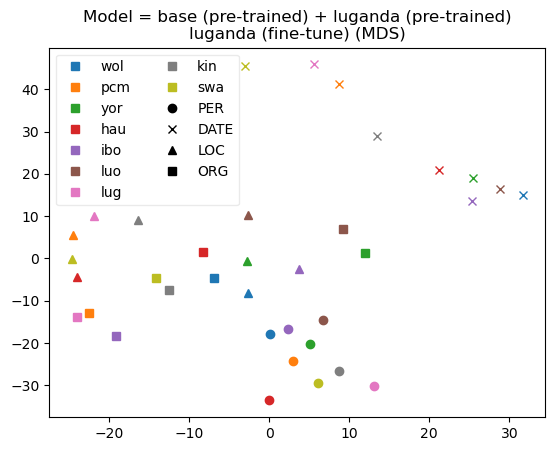 Model = base (pre-trained) + luganda (pre-trained)
luganda (fine-tune) (MDS)
wol
pcm
yor
hau
ibo
luo
lug
kin
swa
PER
DATE
LOC
ORG
40
30
20
10
0
−10
−20
−30
−20
−10
0
10
20
30